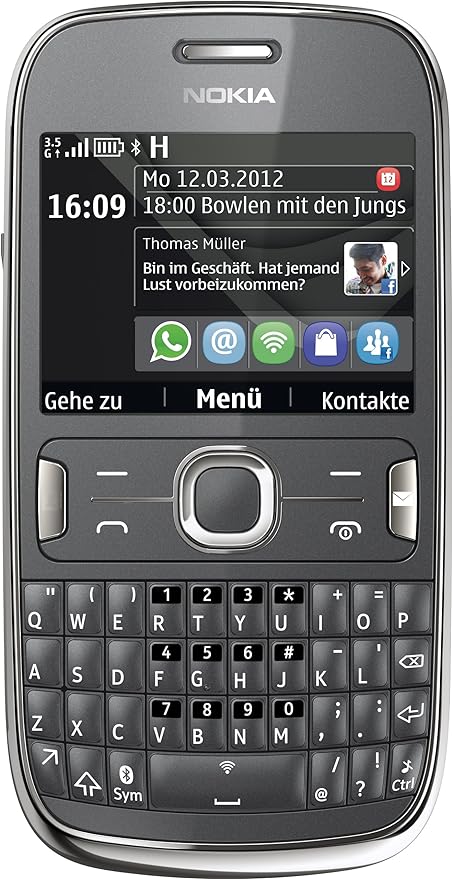 NOKIA
3.5 G H
Mo 12.03.2012 12
16:09 18:00 Bowlen mit den Jungs
Thomas Müller
Bin im Geschäft. Hat jemand
Lust vorbeizukommen?
@ f f
Gehe zu Menü Kontakte
" ( ) 1 2 3 * + =
Q W E R T Y U I O P
4 5 6 # - '
A S D F G H J K L
7 8 9 0 ; :
Z X C V B N M , .
/ !
Sym @ ? Ctrl